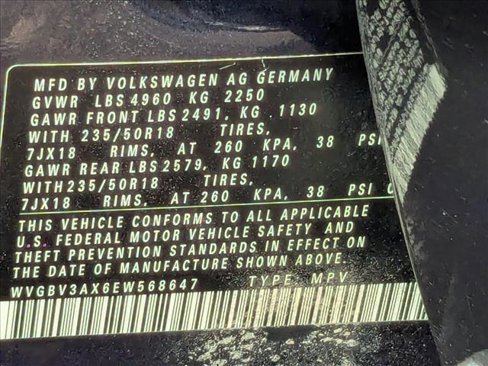 MFD BY VOLKSWAGEN AG GERMANY
GVWR LBS 4960 KG 2250
GAWR FRONT LBS 2491, KG 1130
WITH 235/50R18 TIRES,
7JX18 RIMS, AT 260 KPA, 38 PSI
GAWR REAR LBS 2579, KG 1170
WITH 235/50R18 TIRES,
7JX18 RIMS, AT 260 KPA, 38 PSI C
THIS VEHICLE CONFORMS TO ALL APPLICABLE
U.S. FEDERAL MOTOR VEHICLE SAFETY AND
THEFT PREVENTION STANDARDS IN EFFECT ON
THE DATE OF MANUFACTURE SHOWN ABOVE.
WVGBV3AX6EW568647 TYPE MPV